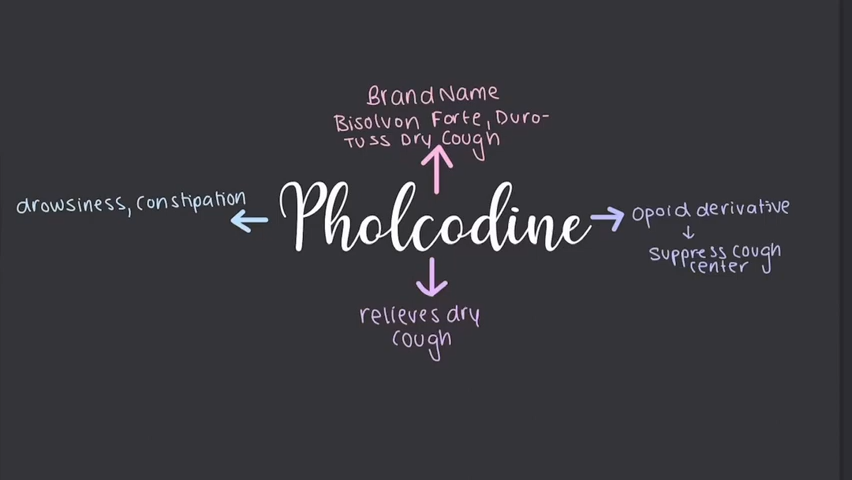 Brand Name
Bisolvon Forte, Duro-
Tuss Dry Cough
drowsiness, constipation
Pholcodine
opoid derivative
suppress cough
center
relieves dry
cough